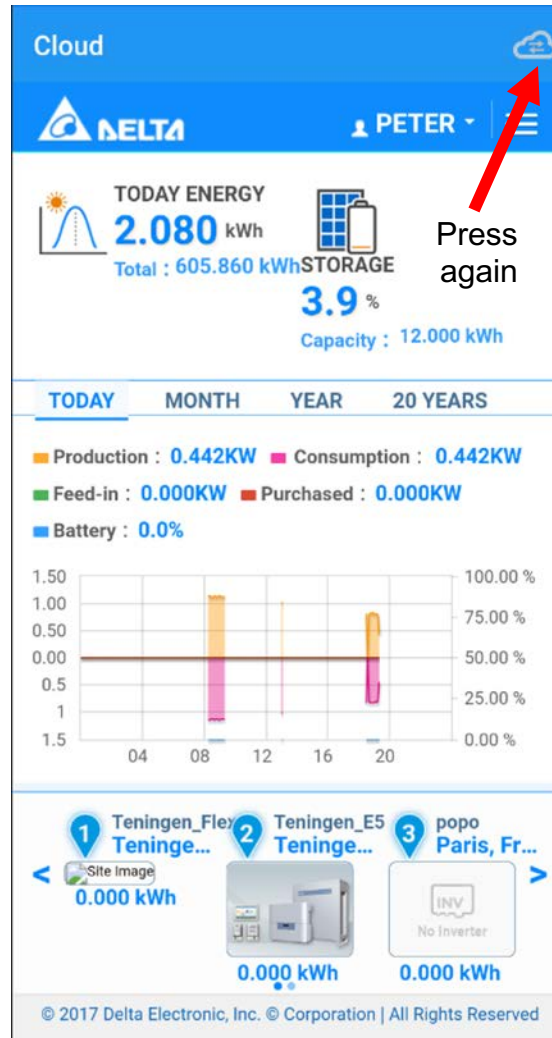 Cloud
DELTA PETER
Press
again
TODAY ENERGY
2.080 kWh
Total : 605.860 kWh
STORAGE
3.9 %
Capacity : 12.000 kWh
TODAY MONTH YEAR 20 YEARS
Production : 0.442KW Consumption : 0.442KW
Feed-in : 0.000KW Purchased : 0.000KW
Battery : 0.0%
1.50 100.00 %
1.00
75.00 %
0.50
0.00 50.00 %
0.5
25.00 %
1
1.5 0.00 %
04 08 12 16 20
1 Teningen_Flex
Teninge...
Site Image
0.000 kWh
2 Teningen_E5
Teninge...
0.000 kWh
3 popo
Paris, Fr...
INV
No Inverter
0.000 kWh
< >
© 2017 Delta Electronic, Inc. © Corporation | All Rights Reserved